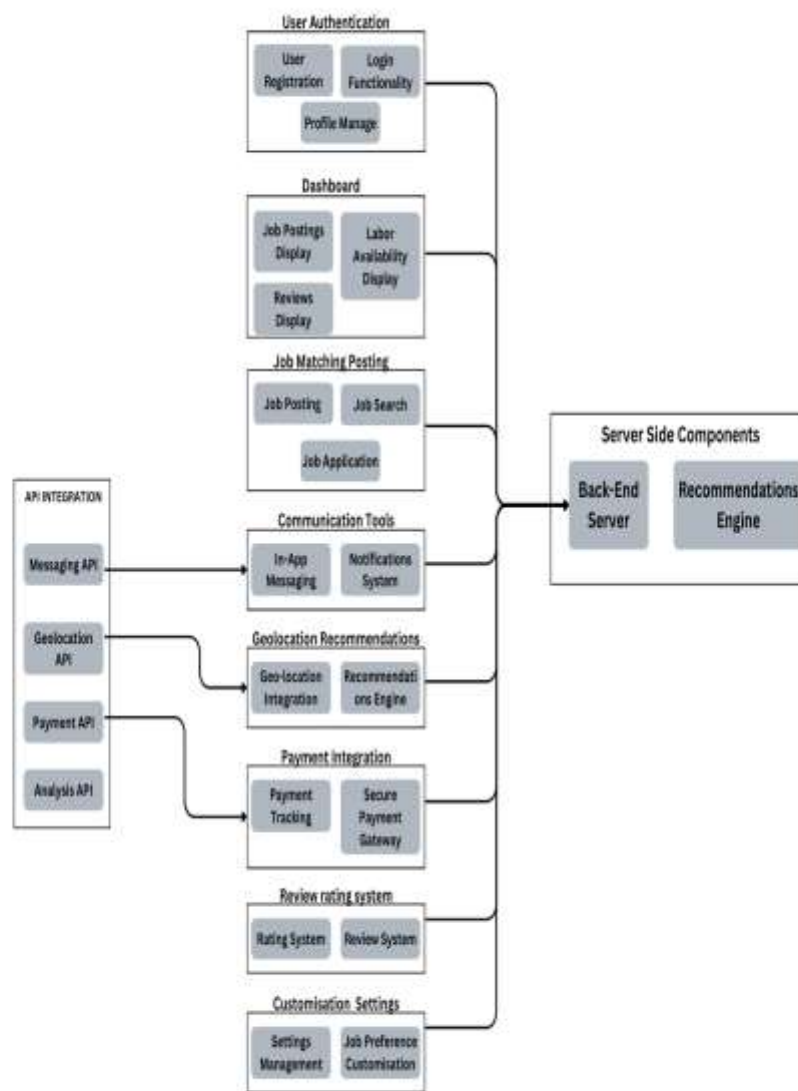 User Authentication
User
Registration
Login
Functionality
Profile Manage
Dashboard
Job Postings
Display
Labor
Availability
Display
Reviews
Display
Job Matching Posting
Job Posting
Job Search
Job Application
API INTEGRATION
Messaging API
Geolocation
API
Payment API
Analysis API
Communication Tools
In-App
Messaging
Notifications
System
Geolocation Recommendations
Geo-location
Integration
Recommendati
ons Engine
Payment Integration
Payment
Tracking
Secure
Payment
Gateway
Review rating system
Rating System
Review System
Customisation Settings
Settings
Management
Job Preference
Customisation
Server Side Components
Back-End
Server
Recommendations
Engine